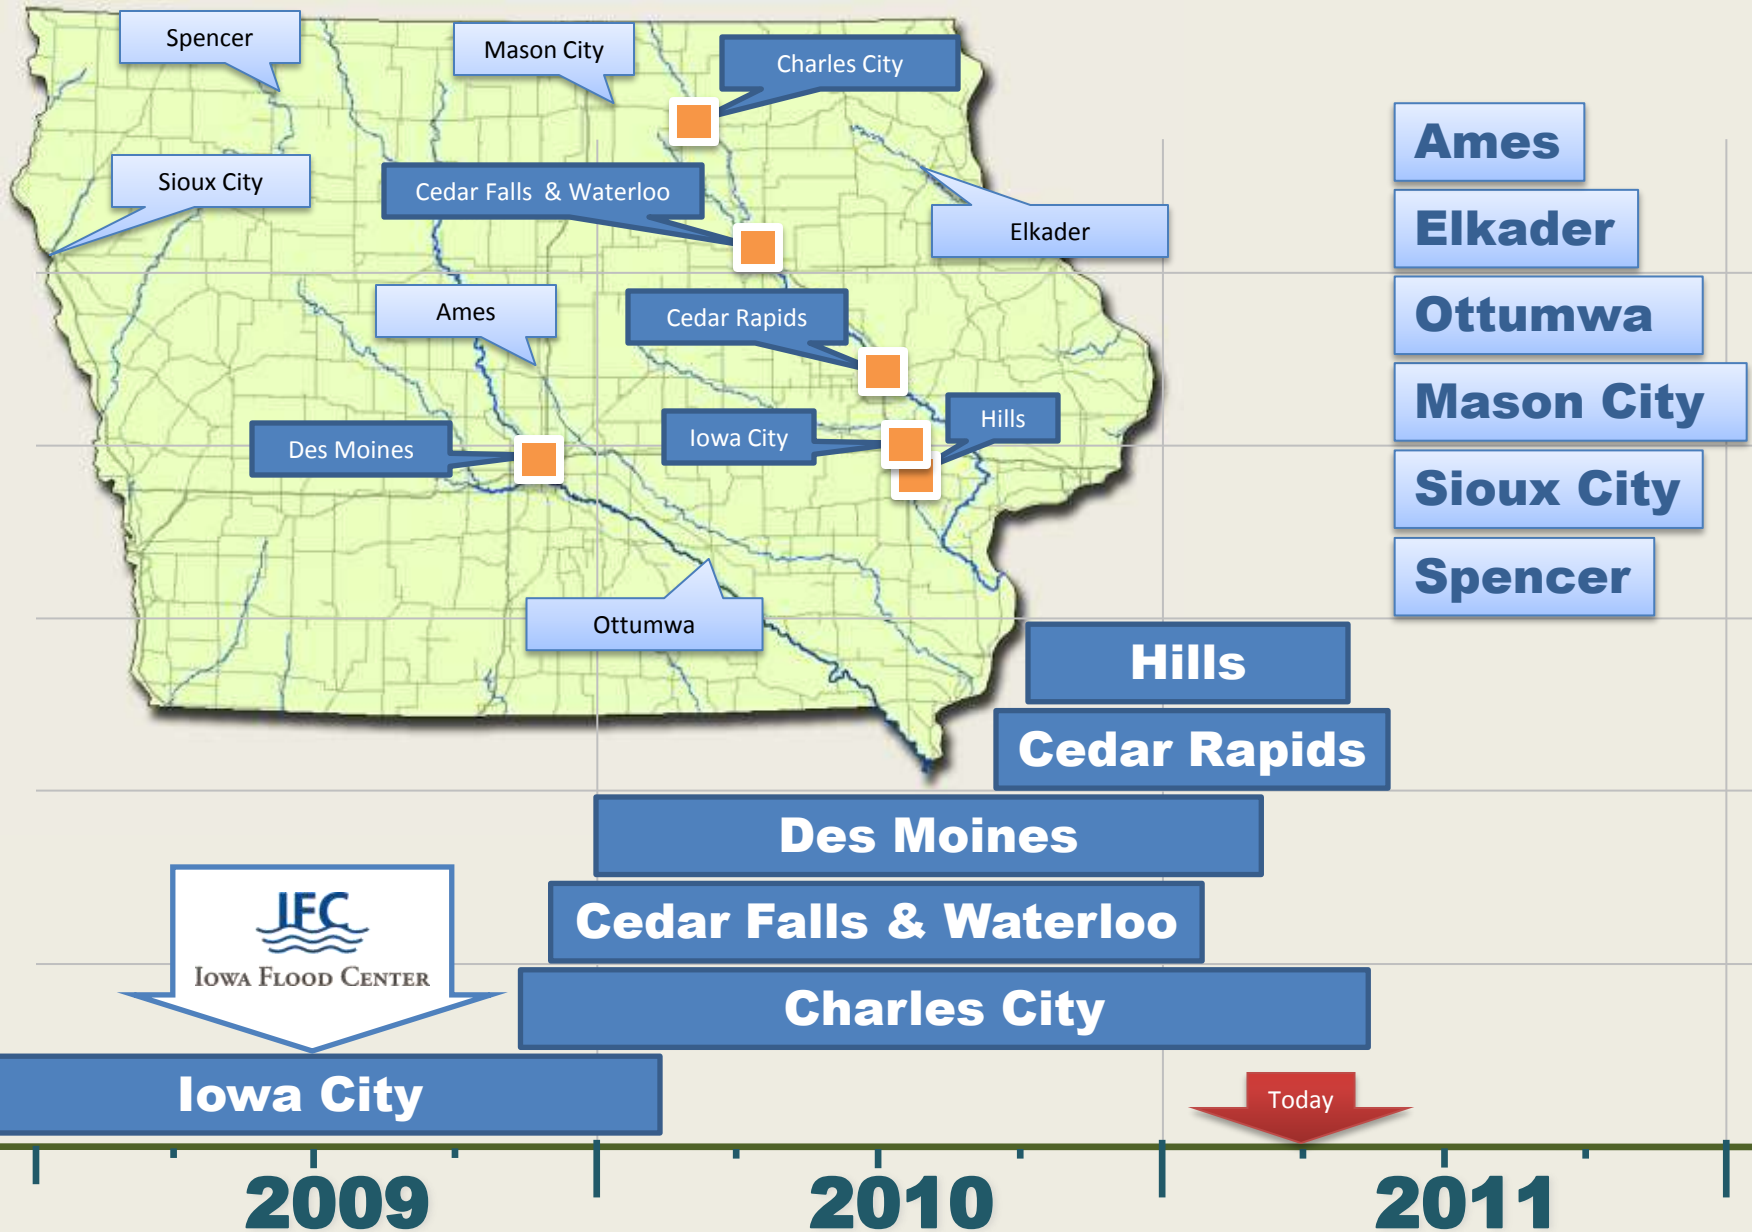 Spencer
Mason City
Charles City
Sioux City
Cedar Falls & Waterloo
Elkader
Ames
Cedar Rapids
Des Moines
Iowa City
Hills
Ottumwa
Ames
Elkader
Ottumwa
Mason City
Sioux City
Spencer
Hills
Cedar Rapids
Des Moines
Cedar Falls & Waterloo
Charles City
IFC
IOWA FLOOD CENTER
Iowa City
Today
2009
2010
2011